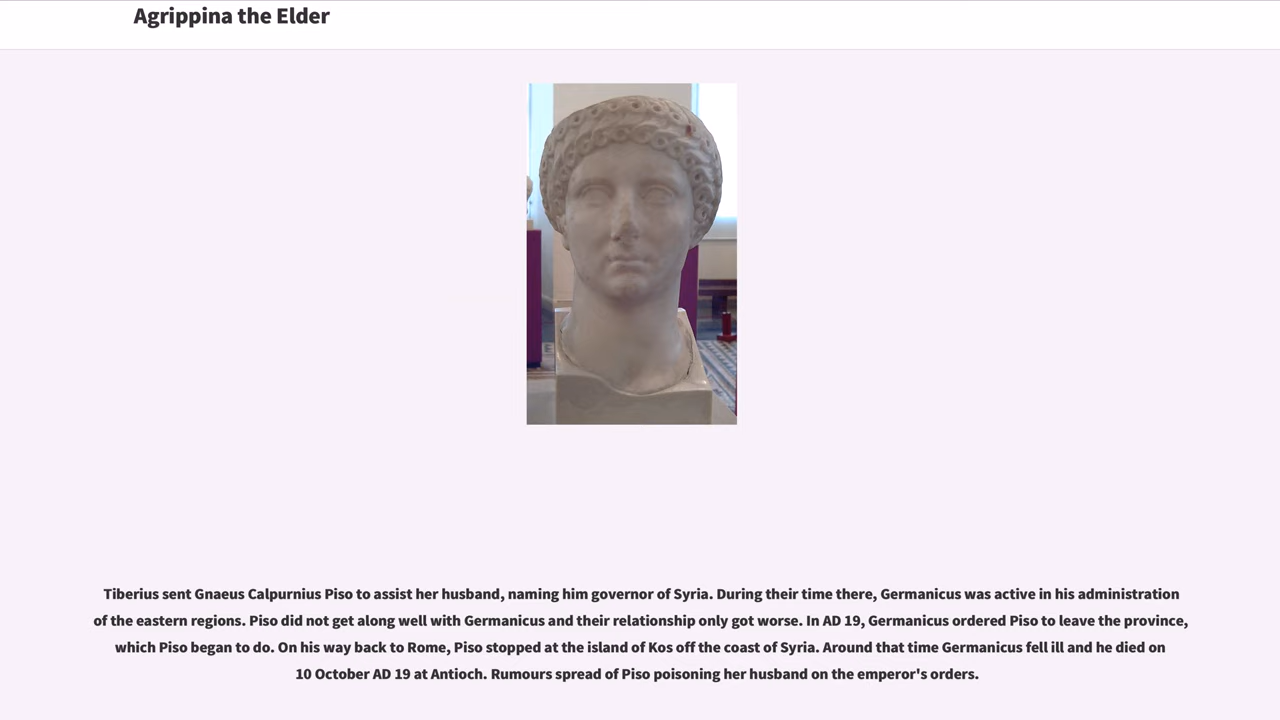 Agrippina the Elder
Tiberius sent Gnaeus Calpurnius Piso to assist her husband, naming him governor of Syria. During their time there, Germanicus was active in his administration
of the eastern regions. Piso did not get along well with Germanicus and their relationship only got worse. In AD 19, Germanicus ordered Piso to leave the province,
which Piso began to do. On his way back to Rome, Piso stopped at the island of Kos off the coast of Syria. Around that time Germanicus fell ill and he died on
10 October AD 19 at Antioch. Rumours spread of Piso poisoning her husband on the emperor's orders.